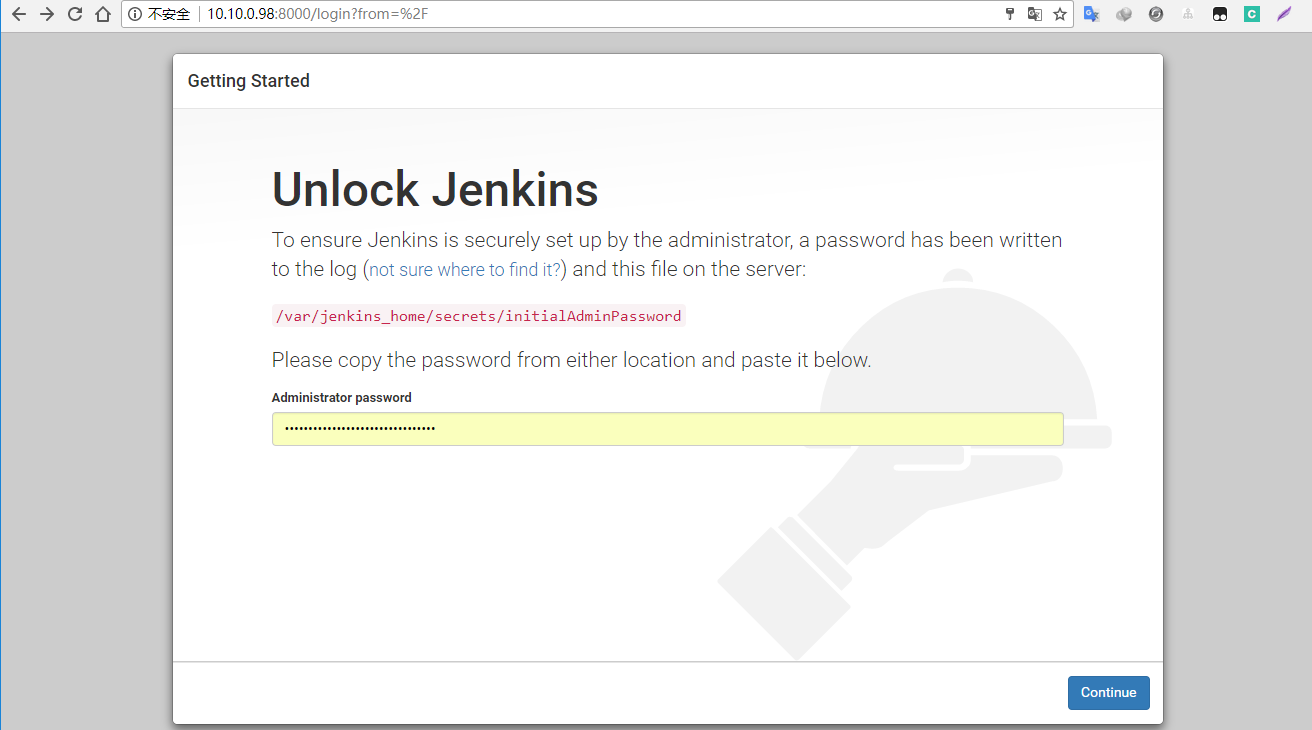 不安全 10.10.0.98:8000/login?from=%2F
Getting Started
Unlock Jenkins
To ensure Jenkins is securely set up by the administrator, a password has been written
to the log (not sure where to find it?) and this file on the server:
/var/jenkins_home/secrets/initialAdminPassword
Please copy the password from either location and paste it below.
Administrator password
Continue